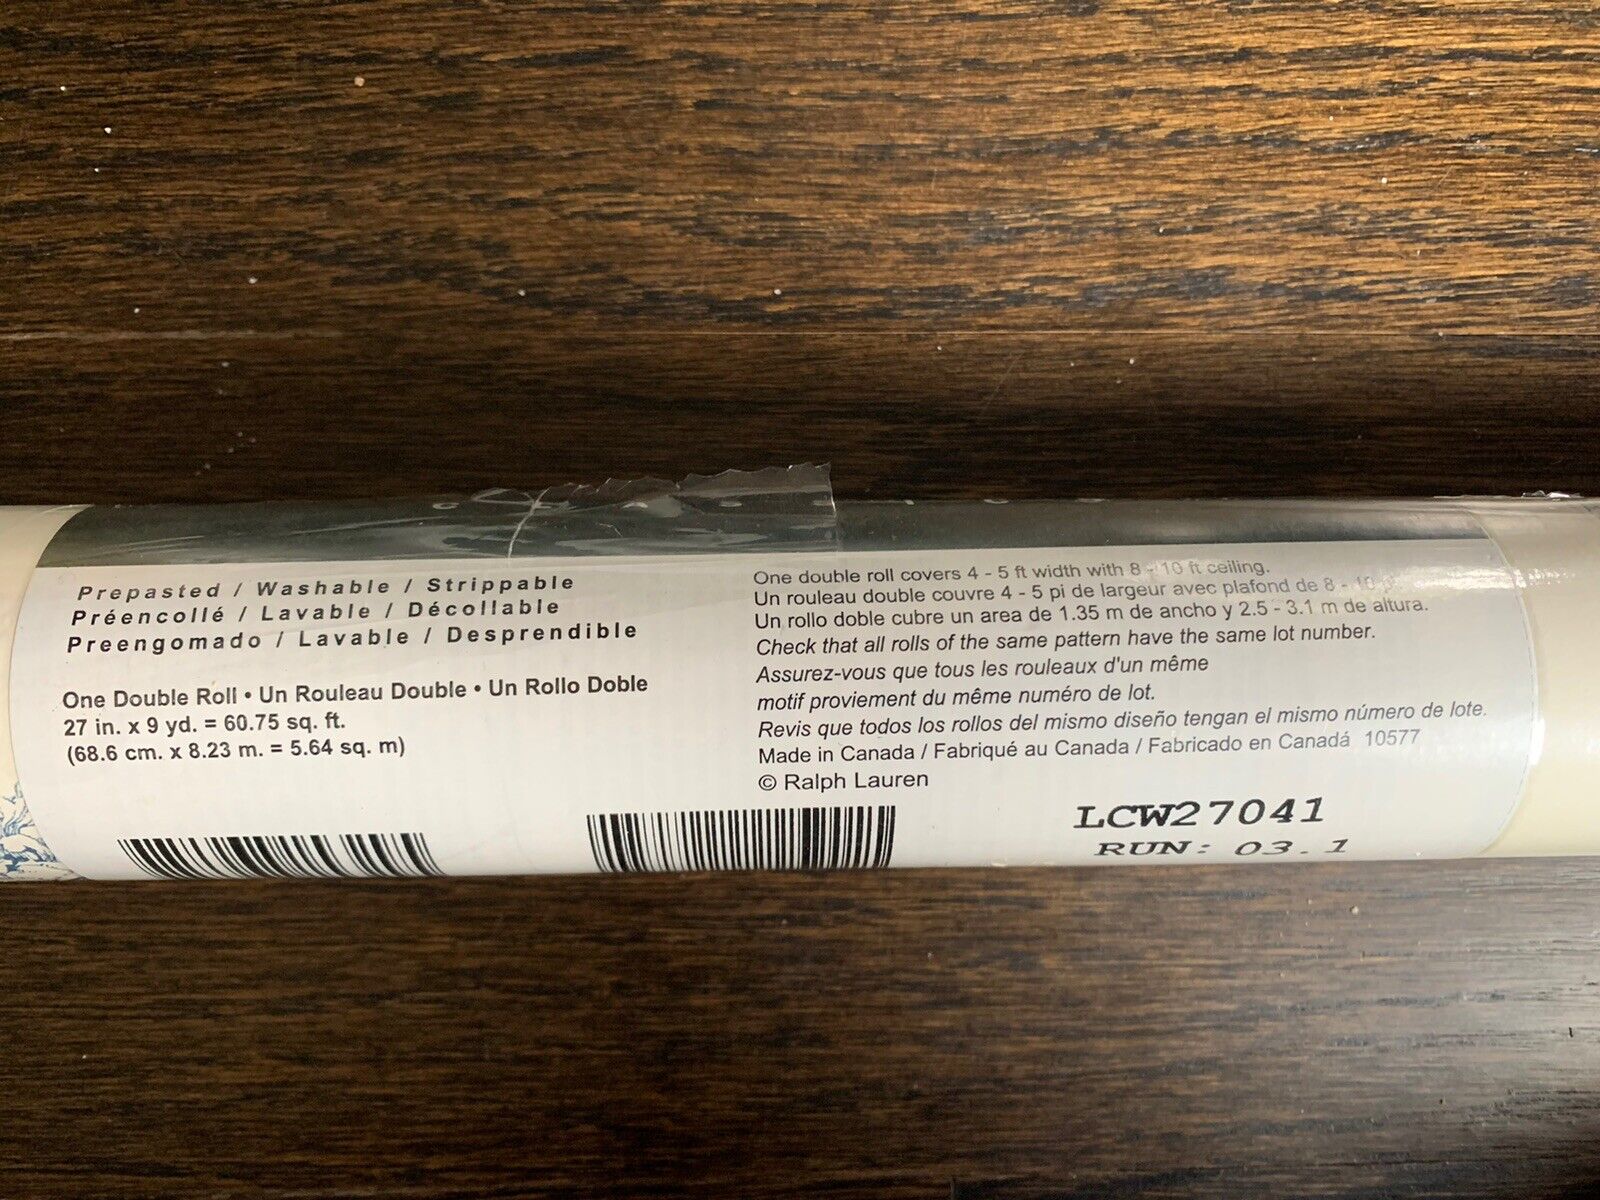 Prepasted / Washable / Strippable
Préencollé / Lavable / Décollable
Preengomado / Lavable / Desprendible
One Double Roll • Un Rouleau Double • Un Rollo Doble
27 in. x 9 yd. = 60.75 sq. ft.
(68.6 cm. x 8.23 m. = 5.64 sq. m)
One double roll covers 4 - 5 ft width with 8 - 10 ft ceiling.
Un rouleau double couvre 4 - 5 pi de largeur avec plafond de 8 - 10
Un rollo doble cubre un area de 1.35 m de ancho y 2.5 - 3.1 m de altura.
Check that all rolls of the same pattern have the same lot number.
Assurez-vous que tous les rouleaux d'un même
motif proviement du même numéro de lot.
Revis que todos los rollos del mismo diseño tengan el mismo número de lote.
Made in Canada / Fabriqué au Canada / Fabricado en Canadá 10577
© Ralph Lauren
LCW27041
RUN: 03.1